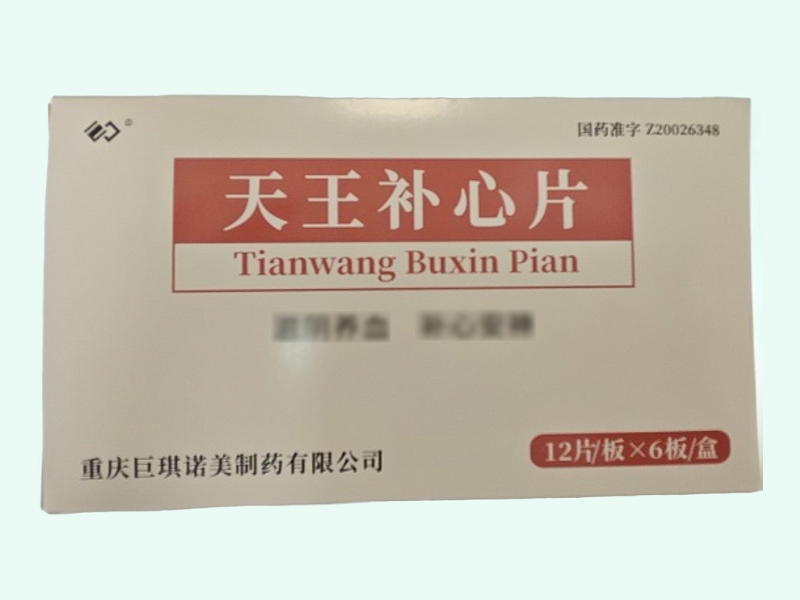 国药准字 Z20026348
天王补心片
Tianwang Buxin Pian
重庆巨琪诺美制药有限公司
12片/板×6板/盒